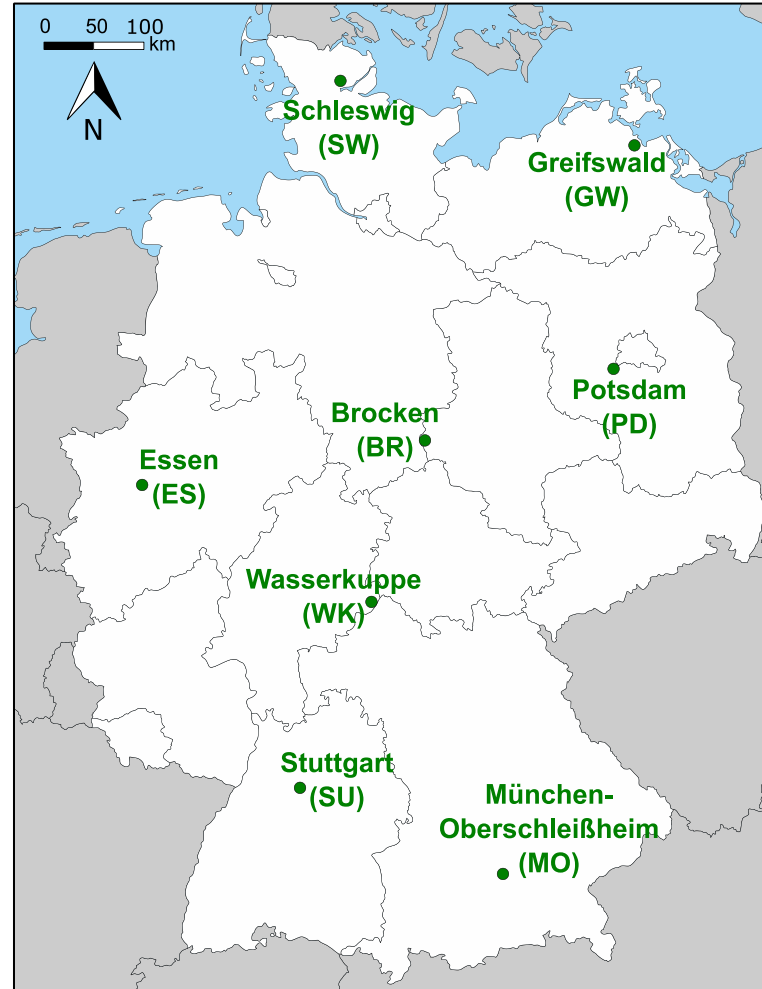 0 50 100
km
N
Schleswig
(SW)
Greifswald
(GW)
Potsdam
(PD)
Brocken
(BR)
Essen
(ES)
Wasserkuppe
(WK)
Stuttgart
(SU)
München-
Oberschleißheim
(MO)